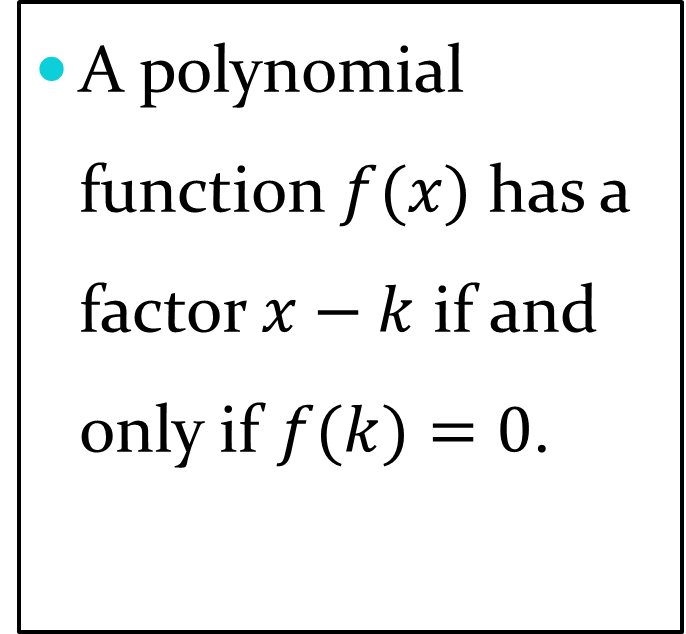 • A polynomial
function 𝑓(𝑥) has a
factor 𝑥 − 𝑘 if and
only if 𝑓(𝑘) = 0.